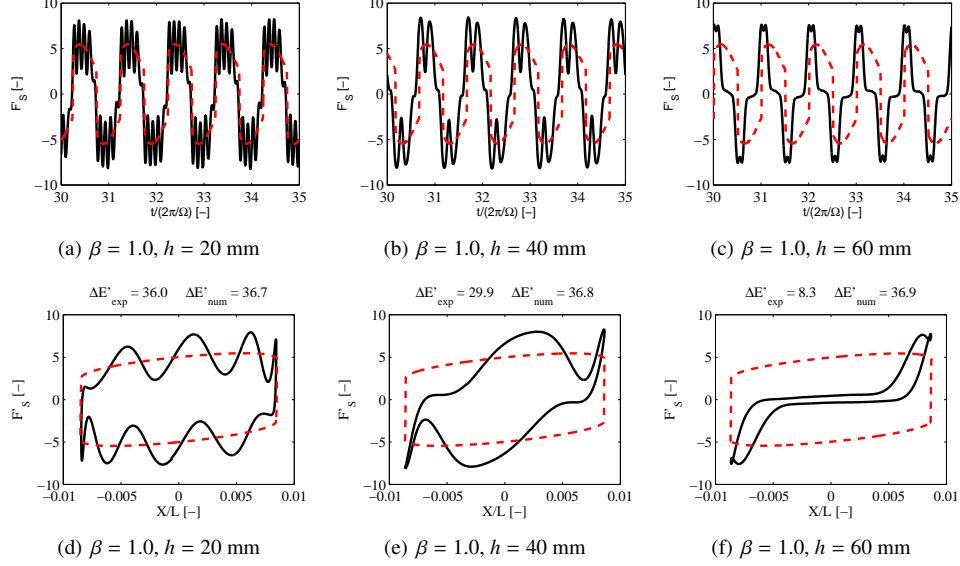 10
5
0
−5
−10
F'S [−]
30 31 32 33 34 35
t/(2π/Ω) [−]
(a) β = 1.0, h = 20 mm
10
5
0
−5
−10
F'S [−]
30 31 32 33 34 35
t/(2π/Ω) [−]
(b) β = 1.0, h = 40 mm
10
5
0
−5
−10
F'S [−]
30 31 32 33 34 35
t/(2π/Ω) [−]
(c) β = 1.0, h = 60 mm
ΔE'exp = 36.0 ΔE'num = 36.7
10
5
0
−5
−10
F'S [−]
−0.01 −0.005 0 0.005 0.01
X/L [−]
(d) β = 1.0, h = 20 mm
ΔE'exp = 29.9 ΔE'num = 36.8
10
5
0
−5
−10
F'S [−]
−0.01 −0.005 0 0.005 0.01
X/L [−]
(e) β = 1.0, h = 40 mm
ΔE'exp = 8.3 ΔE'num = 36.9
10
5
0
−5
−10
F'S [−]
−0.01 −0.005 0 0.005 0.01
X/L [−]
(f) β = 1.0, h = 60 mm